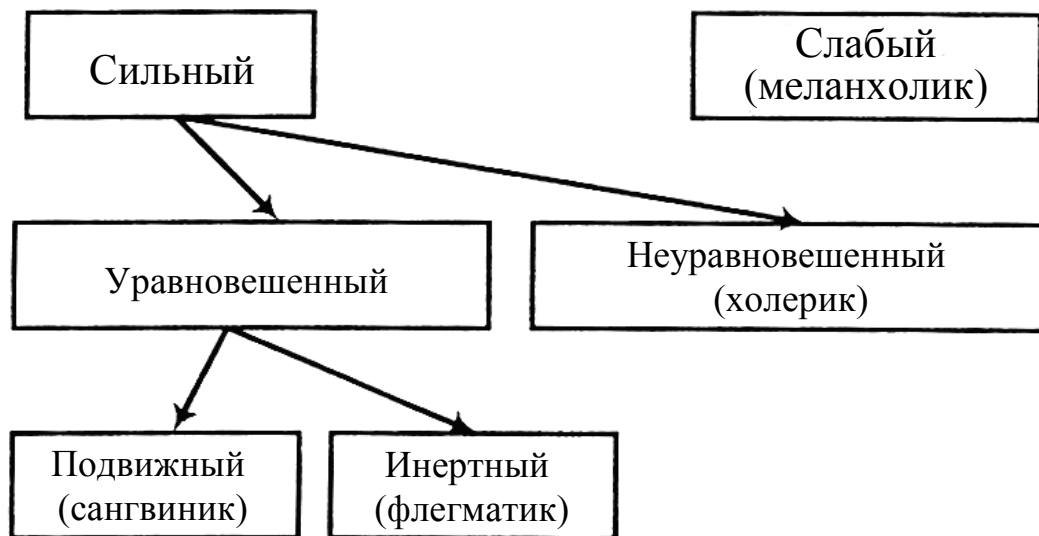 Сильный
Слабый
(меланхолик)
Уравновешенный
Неуравновешенный
(холерик)
Подвижный
(сангвиник)
Инертный
(флегматик)